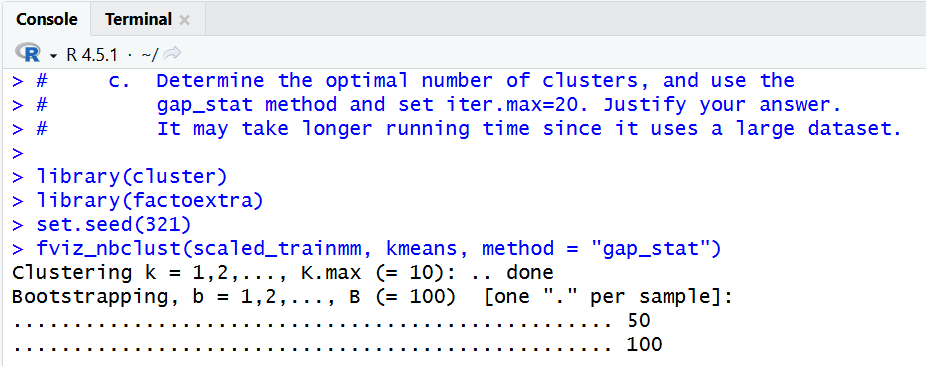 Console Terminal ×
R R 4.5.1 · ~/
> #     c.  Determine the optimal number of clusters, and use the
> #         gap_stat method and set iter.max=20. Justify your answer.
> #         It may take longer running time since it uses a large dataset.
>
> library(cluster)
> library(factoextra)
> set.seed(321)
> fviz_nbclust(scaled_trainmm, kmeans, method = "gap_stat")
Clustering k = 1,2,..., K.max (= 10): .. done
Bootstrapping, b = 1,2,..., B (= 100)  [one "." per sample]:
.................................................. 50
.................................................. 100